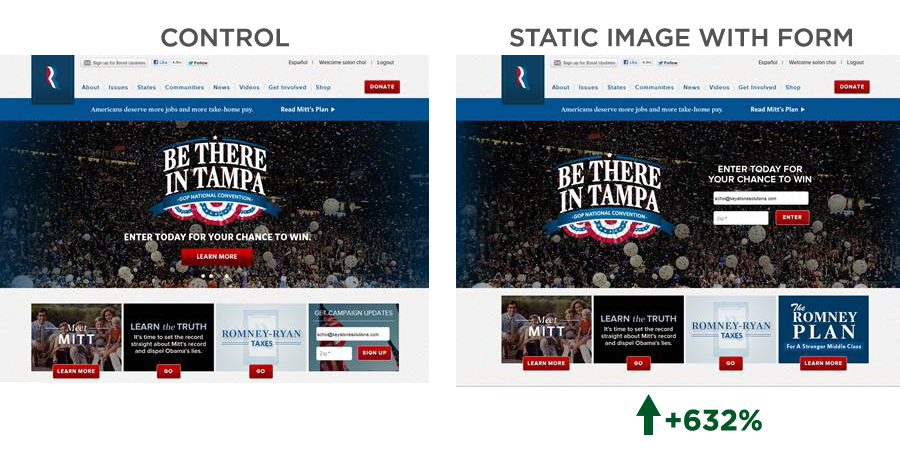 CONTROL
Sign up for Email Updates Like 4.3m Follow
Español | Welcome solon choi | Logout
About Issues States Communities News Videos Get Involved Shop
DONATE
Americans deserve more jobs and more take-home pay. Read Mitt's Plan
BE THERE
IN TAMPA
-GOP NATIONAL CONVENTION-
ENTER TODAY FOR YOUR CHANCE TO WIN.
LEARN MORE
Meet
MITT
LEARN MORE
LEARN the TRUTH
It's time to set the record
straight about Mitt's record
and dispel Obama's lies.
GO
ROMNEY-RYAN
TAXES
GO
GET CAMPAIGN UPDATES
schoi@keystonesolutions.com
Zip *
SIGN UP
STATIC IMAGE WITH FORM
Sign up for Email Updates Like 4.3m Follow
Español | Welcome solon choi | Logout
About Issues States Communities News Videos Get Involved Shop
DONATE
Americans deserve more jobs and more take-home pay. Read Mitt's Plan
BE THERE
IN TAMPA
-GOP NATIONAL CONVENTION-
ENTER TODAY FOR
YOUR CHANCE TO WIN
schoi@keystonesolutions.com
Zip *
ENTER
Meet
MITT
LEARN MORE
LEARN the TRUTH
It's time to set the record
straight about Mitt's record
and dispel Obama's lies.
GO
ROMNEY-RYAN
TAXES
GO
The
ROMNEY
PLAN
For A Stronger Middle Class
LEARN MORE
+632%